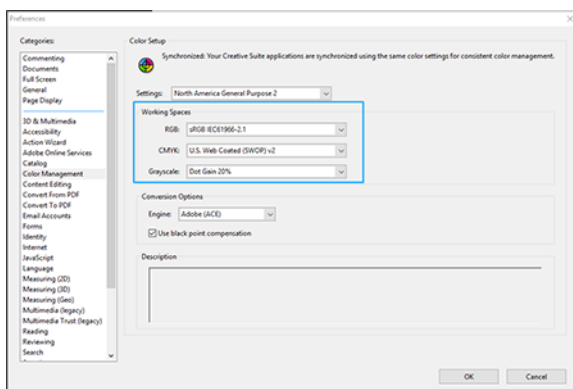 Preferences
Categories:
Commenting
Documents
Full Screen
General
Page Display
3D & Multimedia
Accessibility
Action Wizard
Adobe Online Services
Catalog
Color Management
Content Editing
Convert From PDF
Convert To PDF
Email Accounts
Forms
Identity
Internet
JavaScript
Language
Measuring (2D)
Measuring (3D)
Measuring (Geo)
Multimedia (legacy)
Multimedia Trust (legacy)
Reading
Reviewing
Search
Color Setup
Synchronized: Your Creative Suite applications are synchronized using the same color settings for consistent color management.
Settings: North America General Purpose 2
Working Spaces
RGB: sRGB IEC61966-2.1
CMYK: U.S. Web Coated (SWOP) v2
Grayscale: Dot Gain 20%
Conversion Options
Engine: Adobe (ACE)
Use black point compensation
Description
OK Cancel